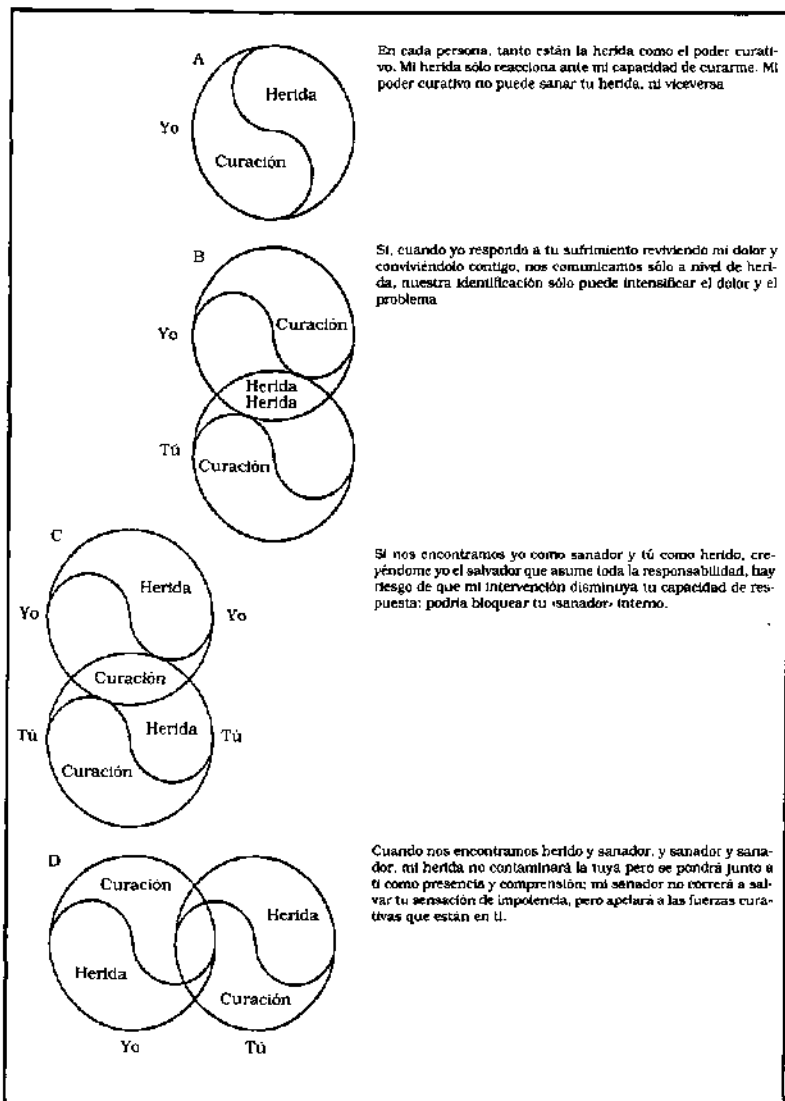 A
Herida
Yo
Curación
En cada persona, tanto están la herida como el poder curati-
vo. Mi herida sólo reacciona ante mi capacidad de curarme. Mi
poder curativo no puede sanar tu herida, ni viceversa
B
Yo
Curación
Herida
Herida
Tú
Curación
Si, cuando yo respondo a tu sufrimiento reviviendo mi dolor y
conviviéndolo contigo, nos comunicamos sólo a nivel de heri-
da, nuestra identificación sólo puede intensificar el dolor y el
problema
C
Herida
Yo
Yo
Curación
Tú
Herida
Tú
Curación
Si nos encontramos yo como sanador y tú como herido, cre-
yéndome yo el salvador que asume toda la responsabilidad, hay
riesgo de que mi intervención disminuya tu capacidad de res-
puesta: podría bloquear tu ‹sanador› interno.
D
Curación
Herida
Herida
Curación
Yo
Tú
Cuando nos encontramos herido y sanador, y sanador y sana-
dor, mi herida no contaminará la tuya pero se pondrá junto a
ti como presencia y comprensión; mi sanador no correrá a sal-
var tu sensación de impotencia, pero apelará a las fuerzas cura-
tivas que están en ti.